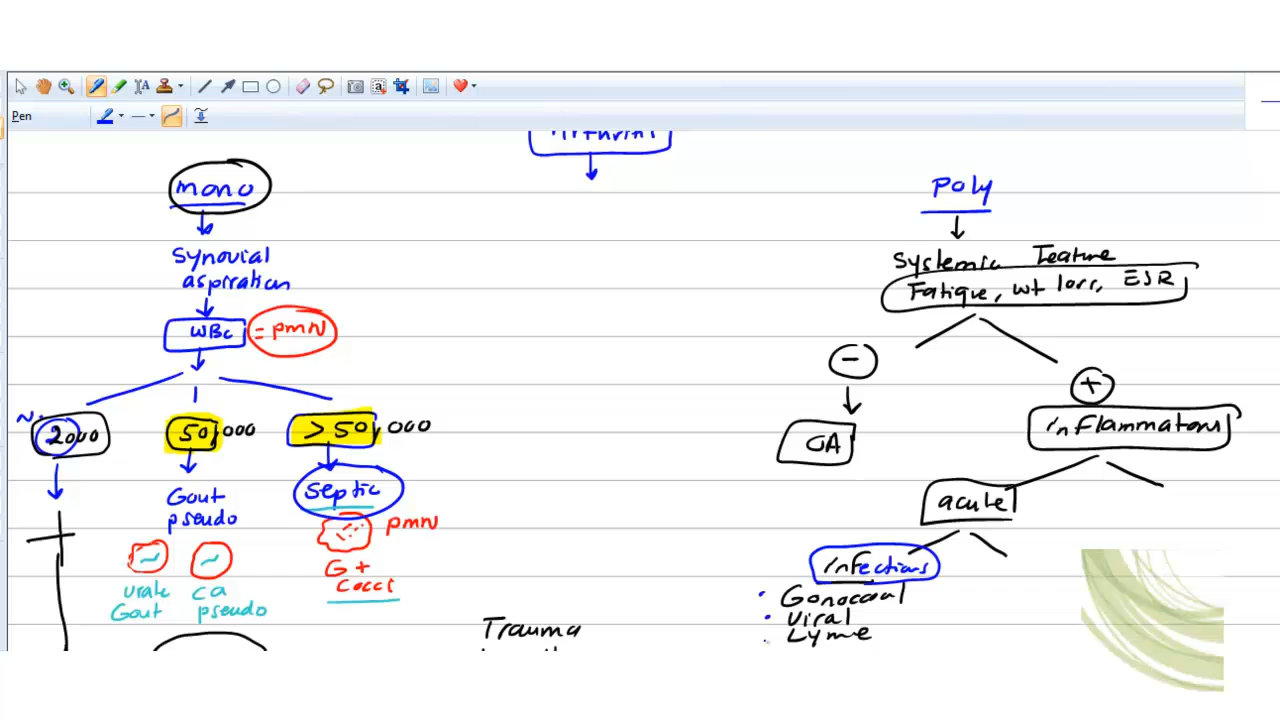 Pen
mono
Synovial
aspiration
WBC = PMN
N.
2000
50,000
> 50,000
Gout
pseudo
septic
PMN
G +
cocci
urate
Gout
ca
pseudo
Trauma
Poly
Systemic Feature
Fatigue, wt loss, ESR
−
+
OA
inflammatory
acute
infections
• Gonococcal
• Viral
• Lyme